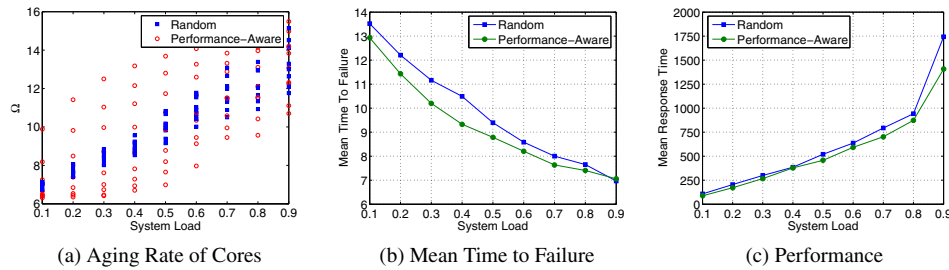 16
14
12
10
8
6
Ω
0.1 0.2 0.3 0.4 0.5 0.6 0.7 0.8 0.9
System Load
Random
Performance−Aware
(a) Aging Rate of Cores
14
13
12
11
10
9
8
7
6
Mean Time To Failure
0.1 0.2 0.3 0.4 0.5 0.6 0.7 0.8 0.9
System Load
Random
Performance−Aware
(b) Mean Time to Failure
2000
1750
1500
1250
1000
750
500
250
0
Mean Response Time
0.1 0.2 0.3 0.4 0.5 0.6 0.7 0.8 0.9
System Load
Random
Performance−Aware
(c) Performance